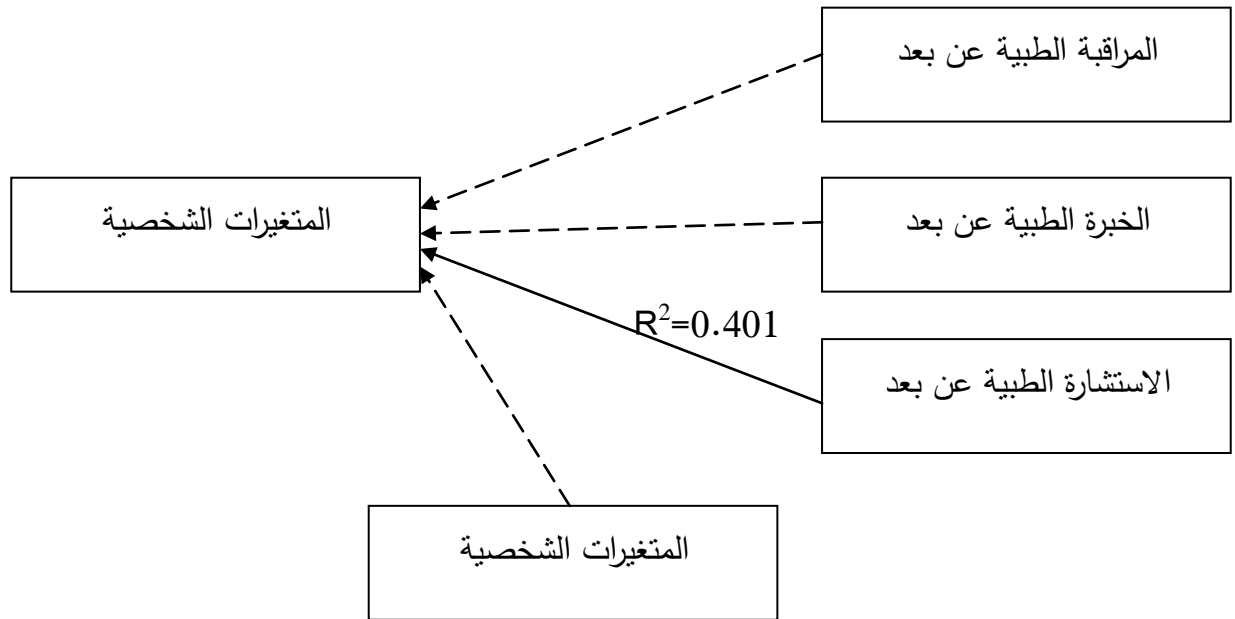 المراقبة الطبية عن بعد
المتغيرات الشخصية
الخبرة الطبية عن بعد
R²=0.401
الاستشارة الطبية عن بعد
المتغيرات الشخصية